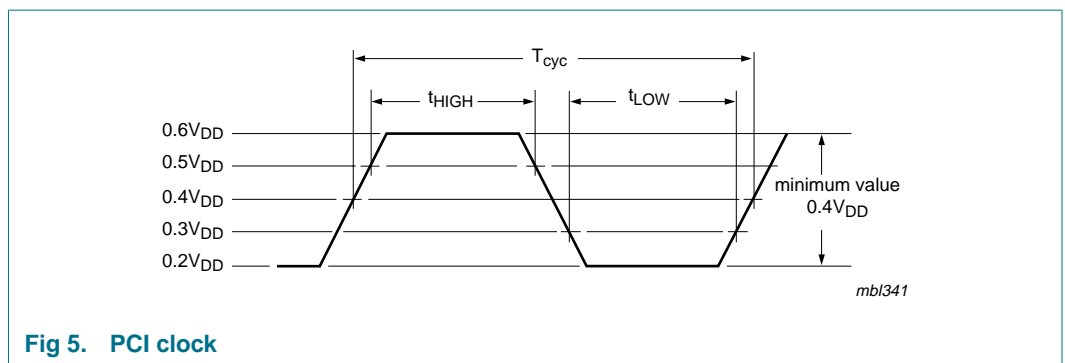 Tcyc
tHIGH
tLOW
0.6VDD
0.5VDD
0.4VDD
0.3VDD
0.2VDD
minimum value
0.4VDD
mbl341
Fig 5. PCI clock